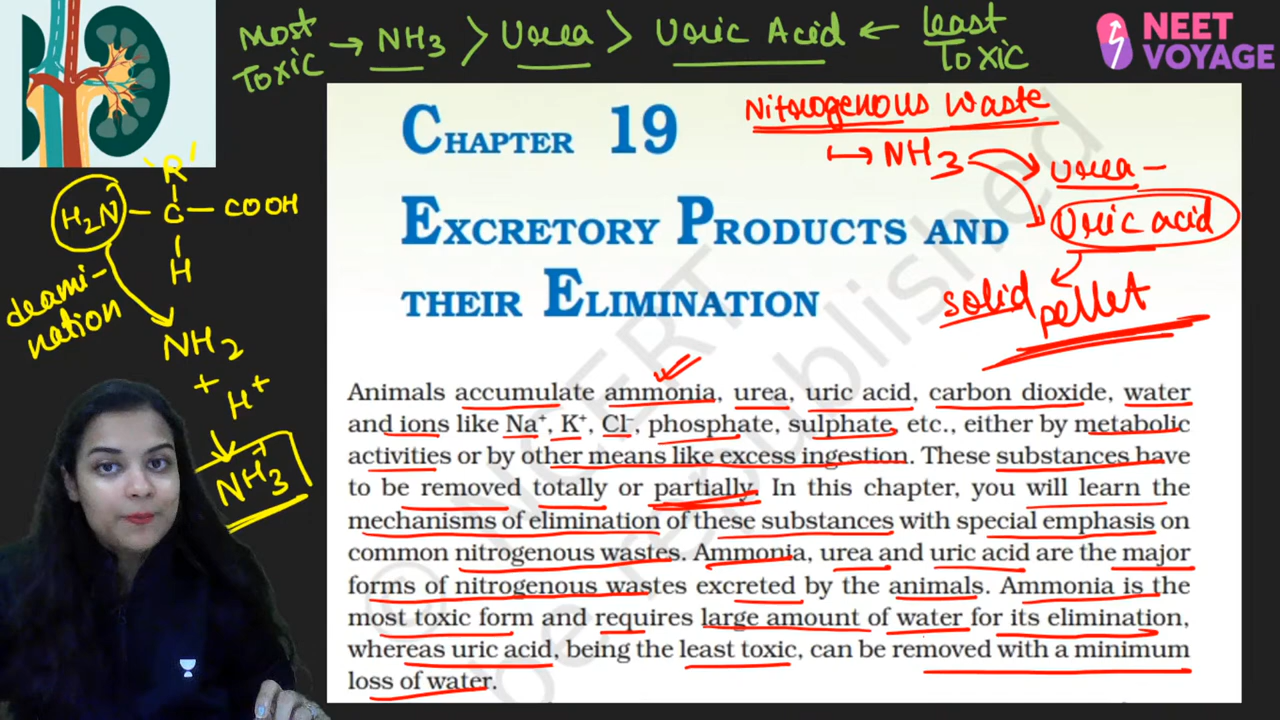 most Toxic → NH3 > Urea > Uric Acid ← least Toxic
NEET
VOYAGE
Nitrogenous waste
↦ NH3
Urea –
Uric acid
solid pellet
CHAPTER 19
EXCRETORY PRODUCTS AND
THEIR ELIMINATION
R'
H2N – C – COOH
H
deami-
nation
NH2
+
H+
NH3
Animals accumulate ammonia, urea, uric acid, carbon dioxide, water
and ions like Na⁺, K⁺, Cl⁻, phosphate, sulphate, etc., either by metabolic
activities or by other means like excess ingestion. These substances have
to be removed totally or partially. In this chapter, you will learn the
mechanisms of elimination of these substances with special emphasis on
common nitrogenous wastes. Ammonia, urea and uric acid are the major
forms of nitrogenous wastes excreted by the animals. Ammonia is the
most toxic form and requires large amount of water for its elimination,
whereas uric acid, being the least toxic, can be removed with a minimum
loss of water.
© NCERT
be republished